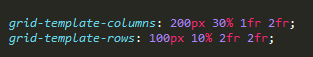 grid-template-columns: 200px 30% 1fr 2fr;
grid-template-rows: 100px 10% 2fr 2fr;